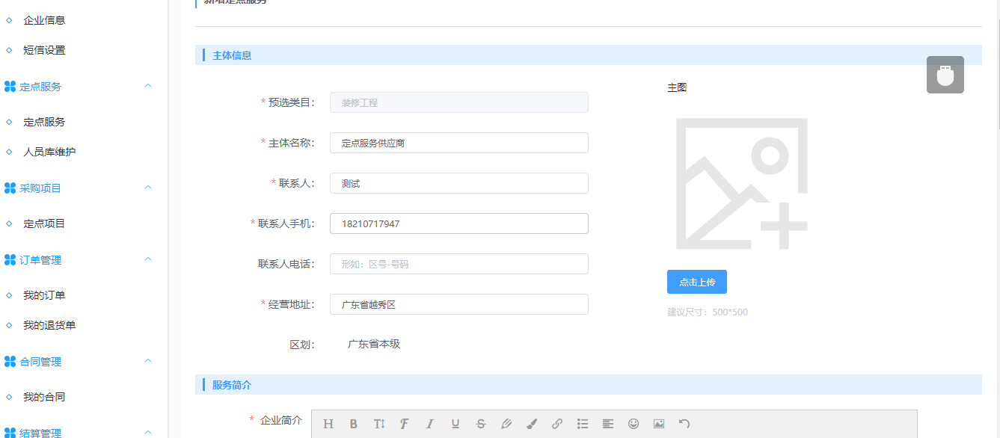 企业信息
短信设置
定点服务
定点服务
人员库维护
采购项目
定点项目
订单管理
我的订单
我的退货单
合同管理
我的合同
结算管理
新增定点服务
主体信息
* 预选类目： 装修工程
* 主体名称： 定点服务供应商
* 联系人： 测试
* 联系人手机： 18210717947
联系人电话： 形如：区号-号码
* 经营地址： 广东省越秀区
区划： 广东省本级
主图
点击上传
建议尺寸：500*500
服务简介
* 企业简介